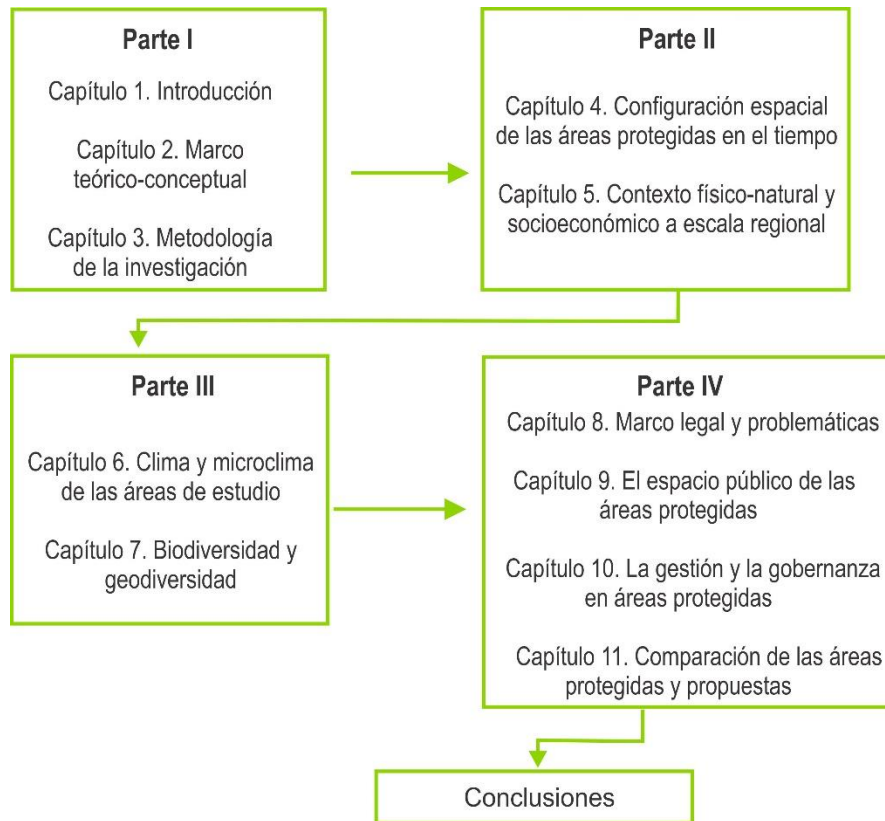 Parte I
Capítulo 1. Introducción
Capítulo 2. Marco
teórico-conceptual
Capítulo 3. Metodología
de la investigación
Parte II
Capítulo 4. Configuración espacial
de las áreas protegidas en el tiempo
Capítulo 5. Contexto físico-natural y
socioeconómico a escala regional
Parte III
Capítulo 6. Clima y microclima
de las áreas de estudio
Capítulo 7. Biodiversidad y
geodiversidad
Parte IV
Capítulo 8. Marco legal y problemáticas
Capítulo 9. El espacio público de las
áreas protegidas
Capítulo 10. La gestión y la gobernanza
en áreas protegidas
Capítulo 11. Comparación de las áreas
protegidas y propuestas
Conclusiones